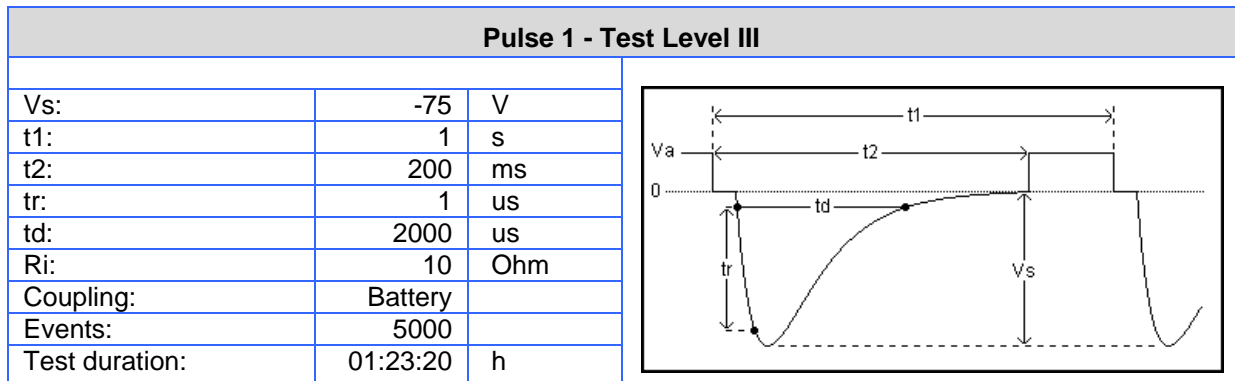 Pulse 1 - Test Level III
Vs: -75 V
t1: 1 s
t2: 200 ms
tr: 1 us
td: 2000 us
Ri: 10 Ohm
Coupling: Battery
Events: 5000
Test duration: 01:23:20 h
t1
Va
t2
0
td
tr
Vs